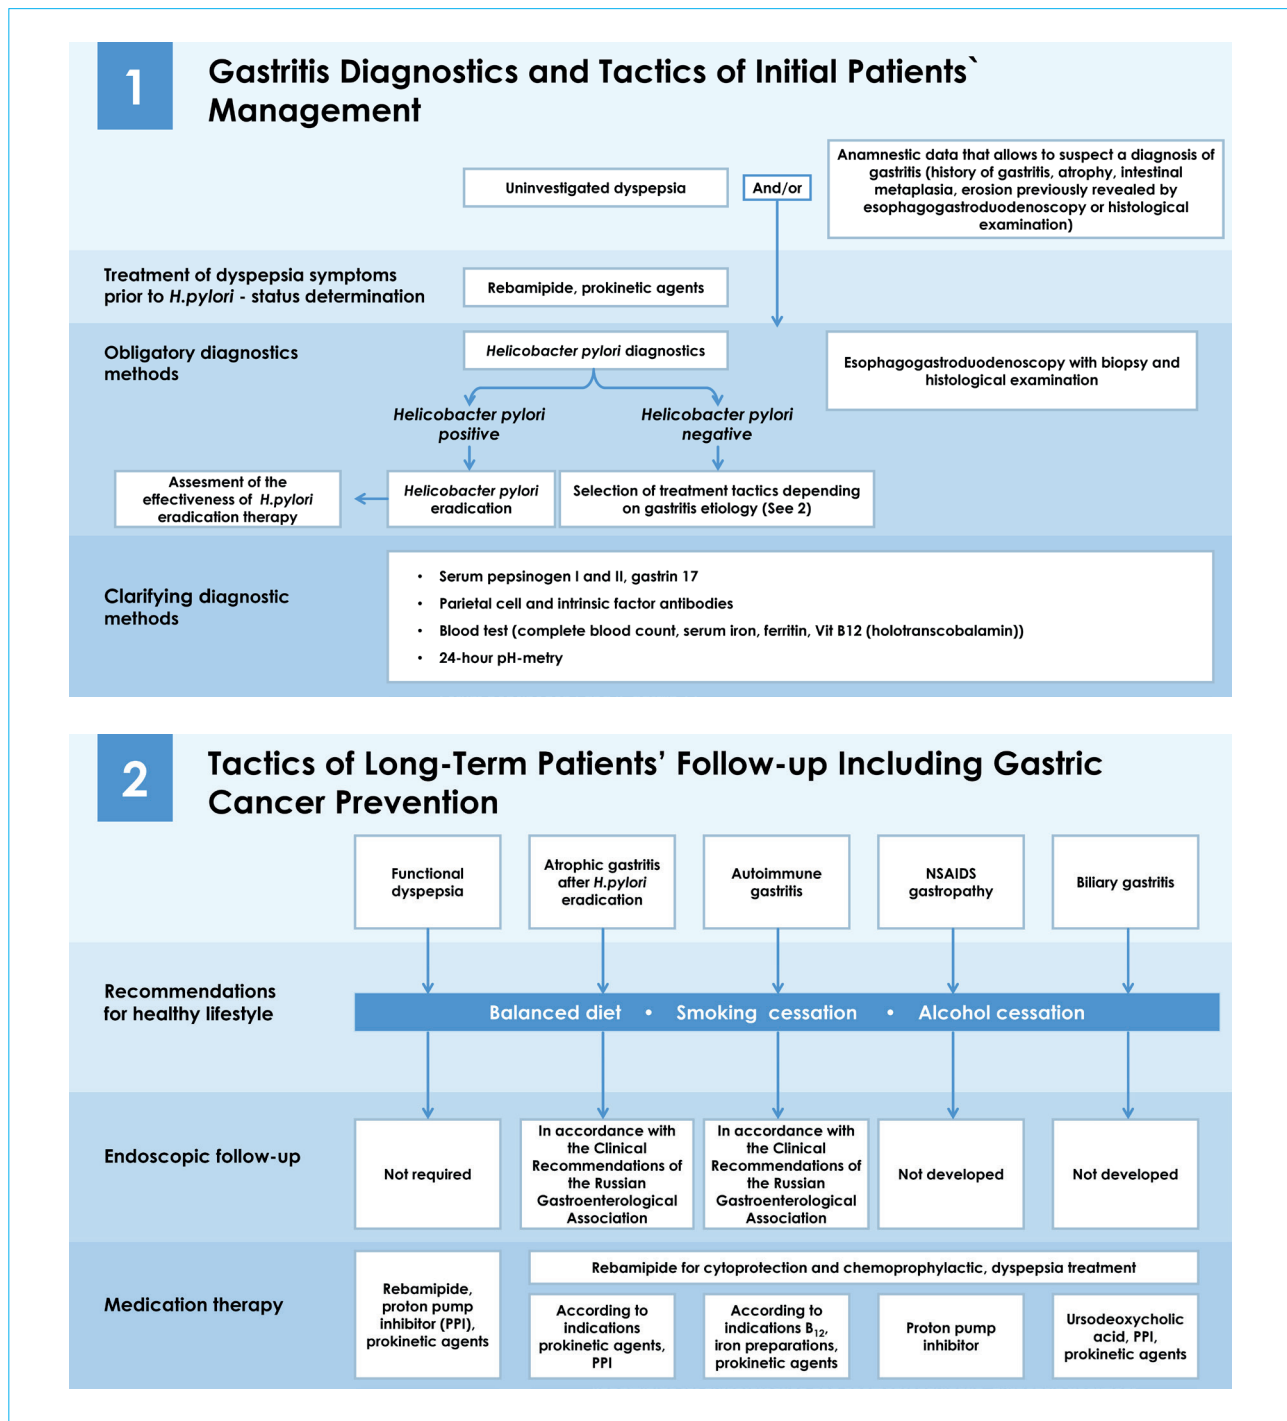 1
Gastritis Diagnostics and Tactics of Initial Patients`
Management
Uninvestigated dyspepsia
And/or
Anamnestic data that allows to suspect a diagnosis of
gastritis (history of gastritis, atrophy, intestinal
metaplasia, erosion previously revealed by
esophagogastroduodenoscopy or histological
examination)
Treatment of dyspepsia symptoms
prior to H.pylori - status determination
Rebamipide, prokinetic agents
Obligatory diagnostics
methods
Helicobacter pylori diagnostics
Esophagogastroduodenoscopy with biopsy and
histological examination
Helicobacter pylori
positive
Helicobacter pylori
negative
Assesment of the
effectiveness of H.pylori
eradication therapy
Helicobacter pylori
eradication
Selection of treatment tactics depending
on gastritis etiology (See 2)
Clarifying diagnostic
methods
• Serum pepsinogen I and II, gastrin 17
• Parietal cell and intrinsic factor antibodies
• Blood test (complete blood count, serum iron, ferritin, Vit B12 (holotranscobalamin))
• 24-hour pH-metry
2
Tactics of Long-Term Patients’ Follow-up Including Gastric
Cancer Prevention
Functional
dyspepsia
Atrophic gastritis
after H.pylori
eradication
Autoimmune
gastritis
NSAIDS
gastropathy
Biliary gastritis
Recommendations
for healthy lifestyle
Balanced diet • Smoking cessation • Alcohol cessation
Endoscopic follow-up
Not required
In accordance with
the Clinical
Recommendations of
the Russian
Gastroenterological
Association
In accordance with
the Clinical
Recommendations of
the Russian
Gastroenterological
Association
Not developed
Not developed
Medication therapy
Rebamipide,
proton pump
inhibitor (PPI),
prokinetic agents
Rebamipide for cytoprotection and chemoprophylactic, dyspepsia treatment
According to
indications
prokinetic agents,
PPI
According to
indications B₁₂,
iron preparations,
prokinetic agents
Proton pump
inhibitor
Ursodeoxycholic
acid, PPI,
prokinetic agents